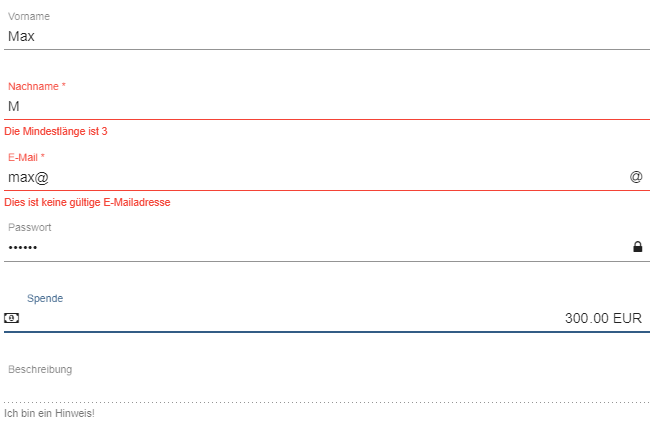 Vorname
Max
Nachname *
M
Die Mindestlänge ist 3
E-Mail *
max@ @
Dies ist keine gültige E-Mailadresse
Passwort
••••••
Spende
300.00 EUR
Beschreibung
Ich bin ein Hinweis!